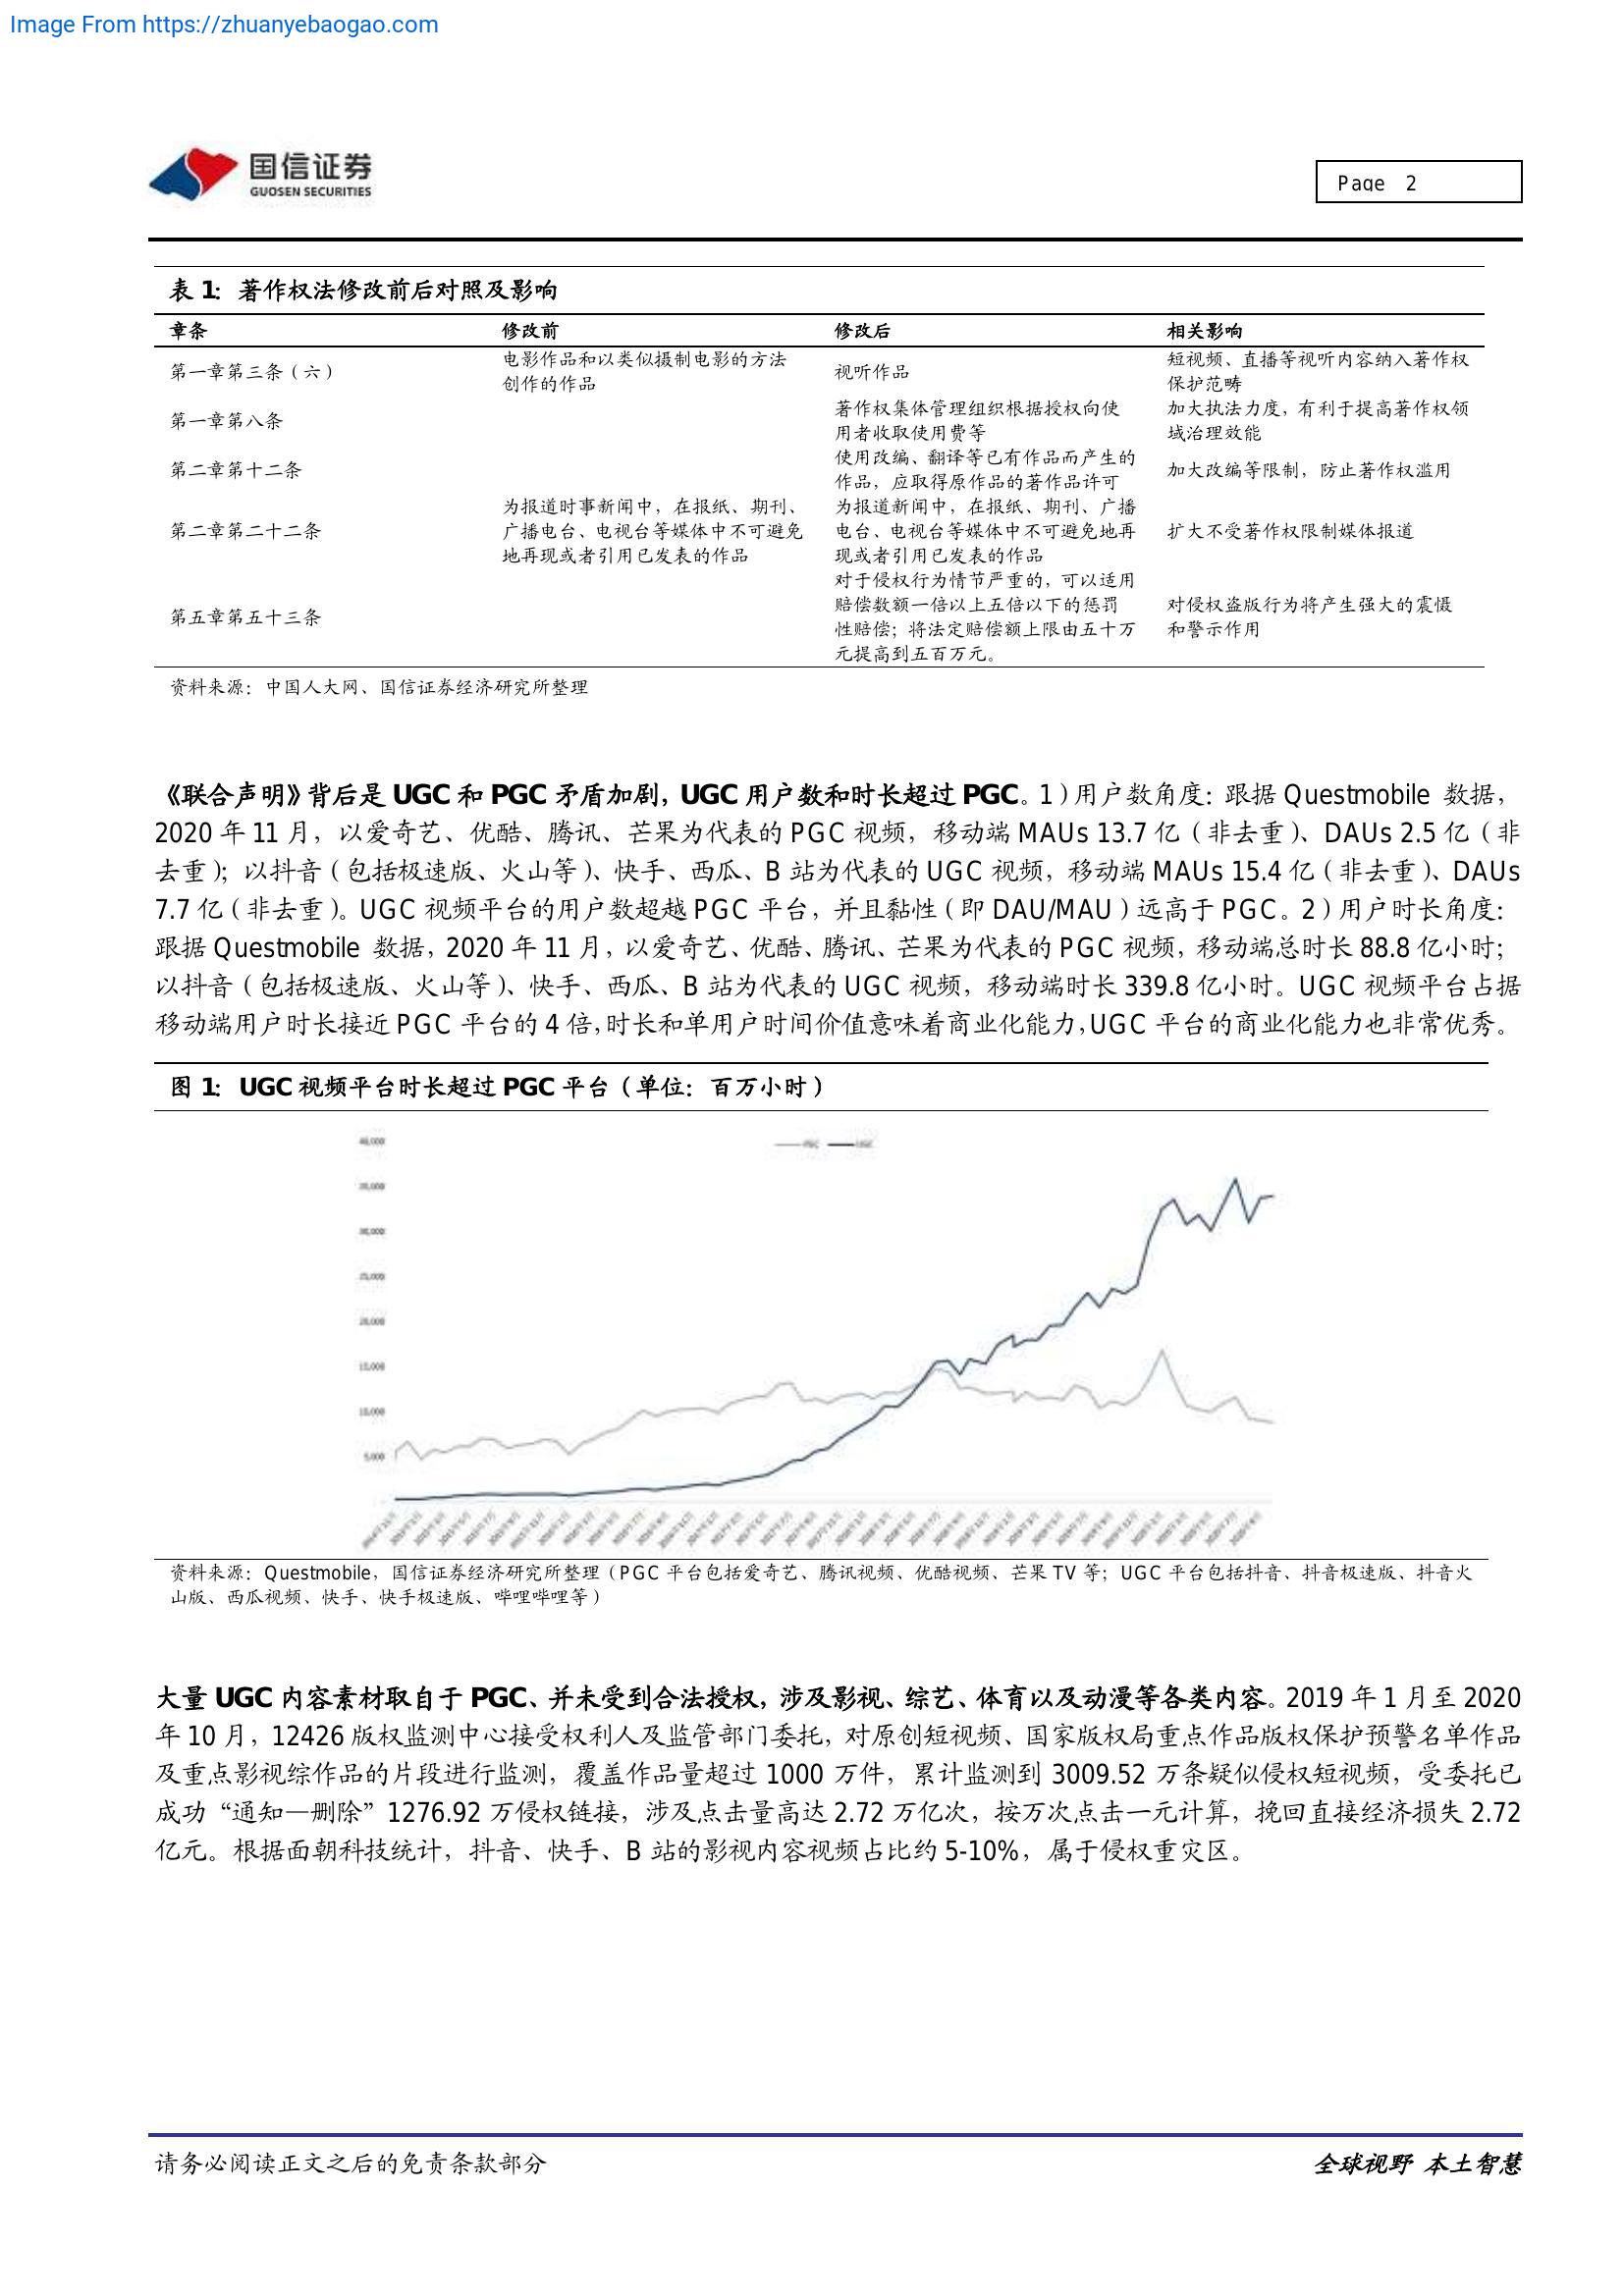 Image From https://zhuanyebaogao.com
国信证券
GUOSEN SECURITIES
Page 2
表 1：著作权法修改前后对照及影响
章条 修改前 修改后 相关影响
第一章第三条（六） 电影作品和以类似摄制电影的方法创作的作品 视听作品 短视频、直播等视听内容纳入著作权保护范畴
第一章第八条 著作权集体管理组织根据授权向使用者收取使用费等 加大执法力度，有利于提高著作权领域治理效能
第二章第十二条 使用改编、翻译等已有作品而产生的作品，应取得原作品的著作品许可 加大改编等限制，防止著作权滥用
第二章第二十二条 为报道时事新闻中，在报纸、期刊、广播电台、电视台等媒体中不可避免地再现或者引用已发表的作品 为报道新闻中，在报纸、期刊、广播电台、电视台等媒体中不可避免地再现或者引用已发表的作品 扩大不受著作权限制媒体报道
第五章第五十三条 对于侵权行为情节严重的，可以适用赔偿数额一倍以上五倍以下的惩罚性赔偿；将法定赔偿额上限由五十万元提高到五百万元。 对侵权盗版行为将产生强大的震慑和警示作用
资料来源：中国人大网、国信证券经济研究所整理
《联合声明》背后是 UGC 和 PGC 矛盾加剧，UGC 用户数和时长超过 PGC。1）用户数角度：跟据 Questmobile 数据，
2020 年 11 月，以爱奇艺、优酷、腾讯、芒果为代表的 PGC 视频，移动端 MAUs 13.7 亿（非去重）、DAUs 2.5 亿（非
去重）；以抖音（包括极速版、火山等）、快手、西瓜、B 站为代表的 UGC 视频，移动端 MAUs 15.4 亿（非去重）、DAUs
7.7 亿（非去重）。UGC 视频平台的用户数超越 PGC 平台，并且黏性（即 DAU/MAU）远高于 PGC。2）用户时长角度：
跟据 Questmobile 数据，2020 年 11 月，以爱奇艺、优酷、腾讯、芒果为代表的 PGC 视频，移动端总时长 88.8 亿小时；
以抖音（包括极速版、火山等）、快手、西瓜、B 站为代表的 UGC 视频，移动端时长 339.8 亿小时。UGC 视频平台占据
移动端用户时长接近 PGC 平台的 4 倍，时长和单用户时间价值意味着商业化能力，UGC 平台的商业化能力也非常优秀。
图 1：UGC 视频平台时长超过 PGC 平台（单位：百万小时）
PGC UGC
40,000
35,000
30,000
25,000
20,000
15,000
10,000
5,000
资料来源：Questmobile，国信证券经济研究所整理（PGC 平台包括爱奇艺、腾讯视频、优酷视频、芒果 TV 等；UGC 平台包括抖音、抖音极速版、抖音火
山版、西瓜视频、快手、快手极速版、哔哩哔哩等）
大量 UGC 内容素材取自于 PGC、并未受到合法授权，涉及影视、综艺、体育以及动漫等各类内容。2019 年 1 月至 2020
年 10 月，12426 版权监测中心接受权利人及监管部门委托，对原创短视频、国家版权局重点作品版权保护预警名单作品
及重点影视综作品的片段进行监测，覆盖作品量超过 1000 万件，累计监测到 3009.52 万条疑似侵权短视频，受委托已
成功“通知—删除”1276.92 万侵权链接，涉及点击量高达 2.72 万亿次，按万次点击一元计算，挽回直接经济损失 2.72
亿元。根据面朝科技统计，抖音、快手、B 站的影视内容视频占比约 5-10%，属于侵权重灾区。
请务必阅读正文之后的免责条款部分
全球视野 本土智慧